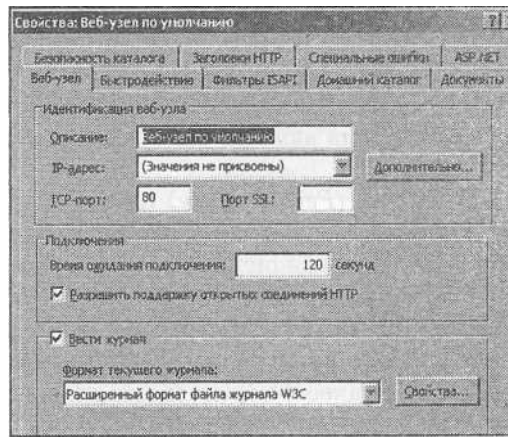 Свойства: Веб-узел по умолчанию
Безопасность каталога Заголовки HTTP Специальные ошибки ASP.NET
Веб-узел Быстродействие Фильтры ISAPI Домашний каталог Документы
Идентификация веб-узла
Описание: Веб-узел по умолчанию
IP-адрес: (Значения не присвоены) Дополнительно...
TCP-порт: 80 Порт SSL:
Подключения
Время ожидания подключения: 120 секунд
Разрешить поддержку открытых соединений HTTP
Вести журнал
Формат текущего журнала:
Расширенный формат файла журнала W3C Свойства...